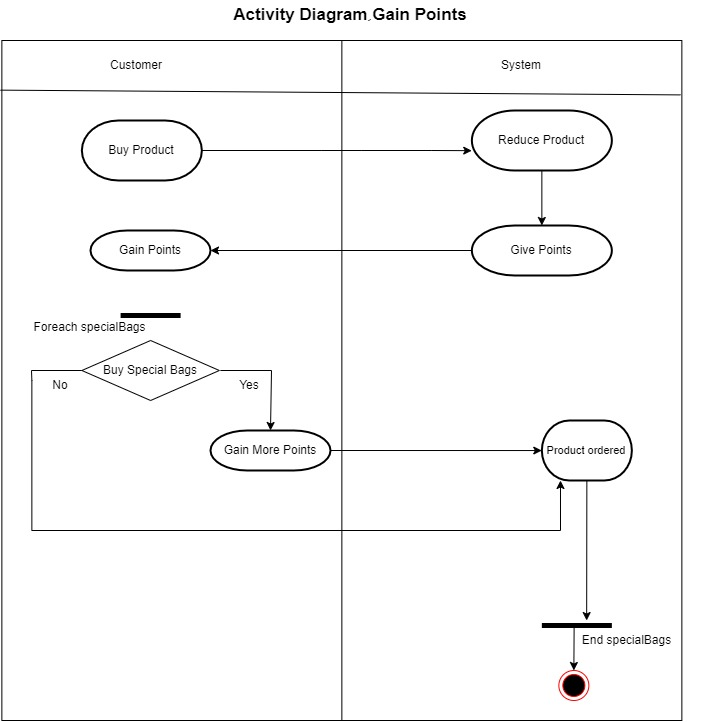 Activity Diagram Gain Points
Customer
System
Buy Product
Reduce Product
Gain Points
Give Points
Foreach specialBags
Buy Special Bags
No
Yes
Gain More Points
Product ordered
End specialBags